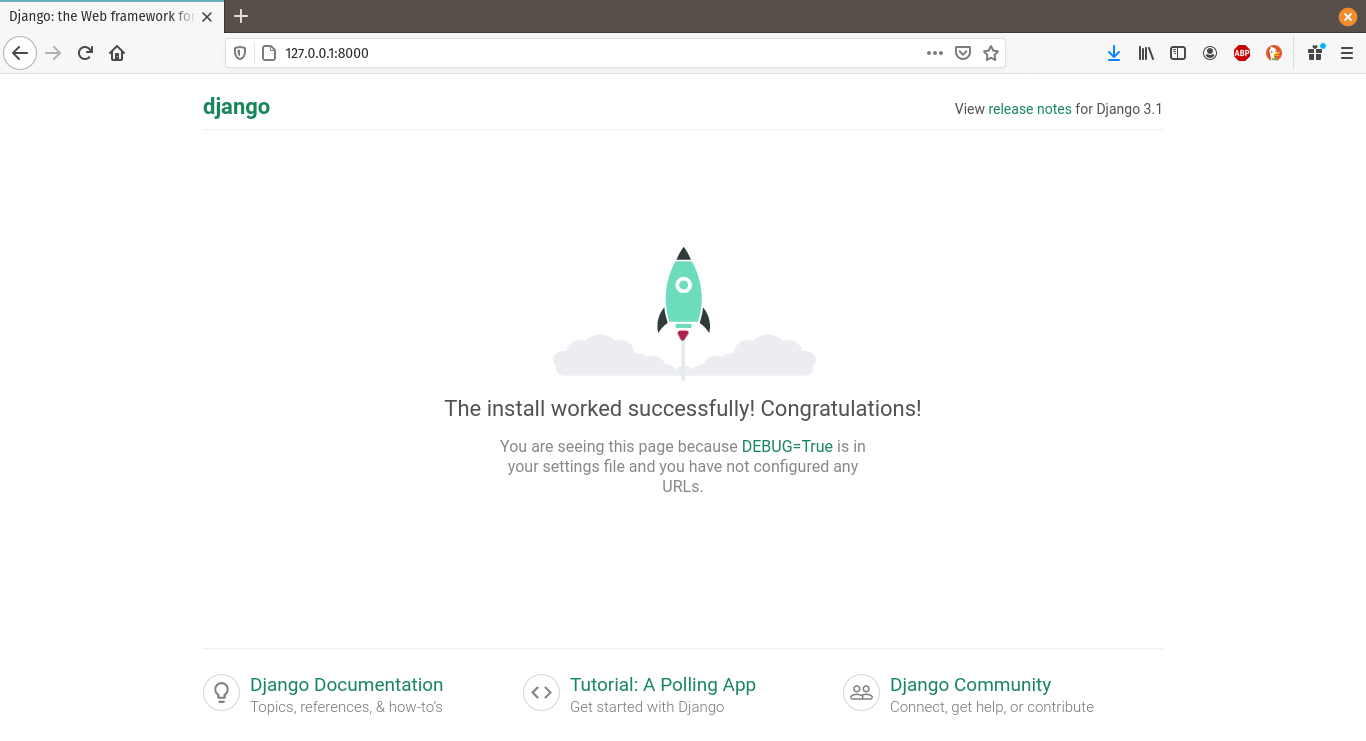 Django: the Web framework for
127.0.0.1:8000
ABP
django
View release notes for Django 3.1
The install worked successfully! Congratulations!
You are seeing this page because DEBUG=True is in
your settings file and you have not configured any
URLs.
Django Documentation
Topics, references, & how-to's
Tutorial: A Polling App
Get started with Django
Django Community
Connect, get help, or contribute